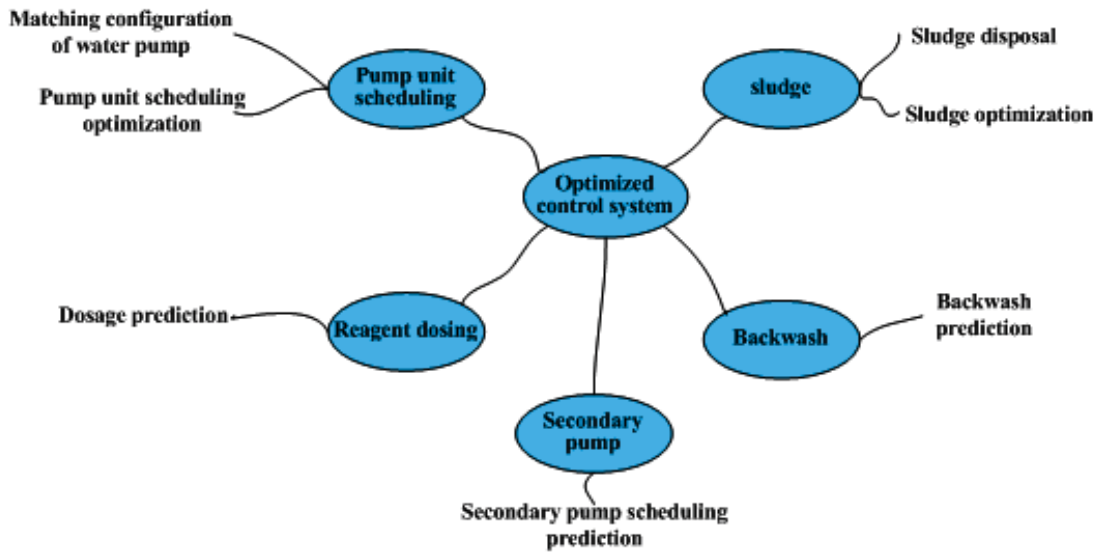 Matching configuration
of water pump
Pump unit scheduling
optimization
Pump unit
scheduling
sludge
Sludge disposal
Sludge optimization
Optimized
control system
Dosage prediction
Reagent dosing
Backwash
Backwash
prediction
Secondary
pump
Secondary pump scheduling
prediction